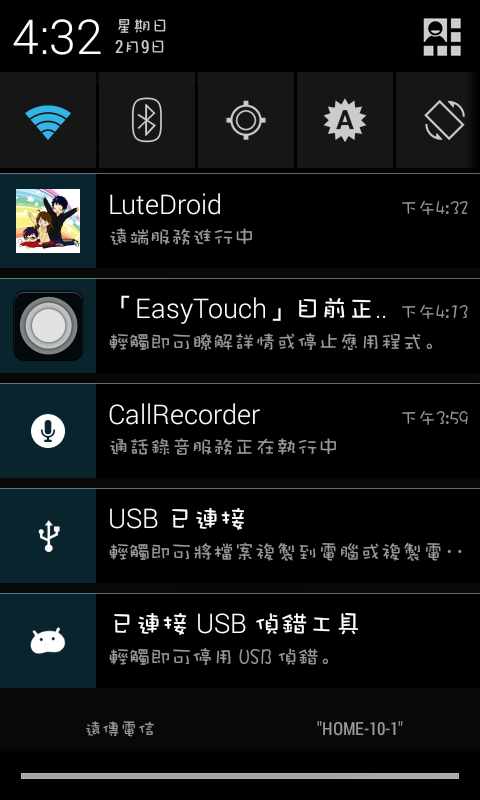 4:32
星期日
2月9日
LuteDroid
下午4:32
遠端服務進行中
「EasyTouch」目前正..
下午4:13
輕觸即可瞭解詳情或停止應用程式。
CallRecorder
下午3:59
通話錄音服務正在執行中
USB 已連接
輕觸即可將檔案複製到電腦或複製電‥
已連接 USB 偵錯工具
輕觸即可停用 USB 偵錯。
遠傳電信
"HOME-10-1"